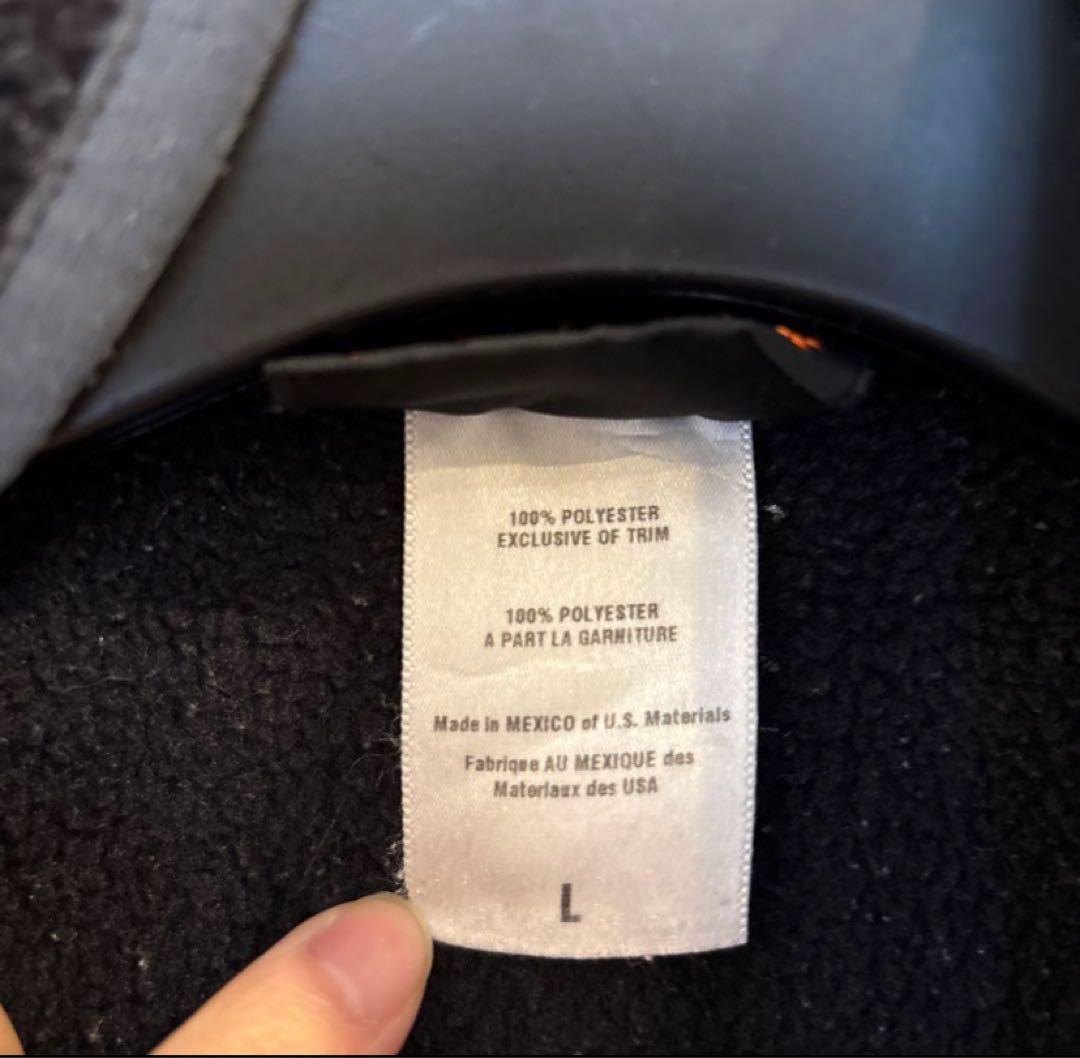 100% POLYESTER
EXCLUSIVE OF TRIM
100% POLYESTER
A PART LA GARNITURE
Made in MEXICO of U.S. Materials
Fabrique AU MEXIQUE des
Materiaux des USA
L